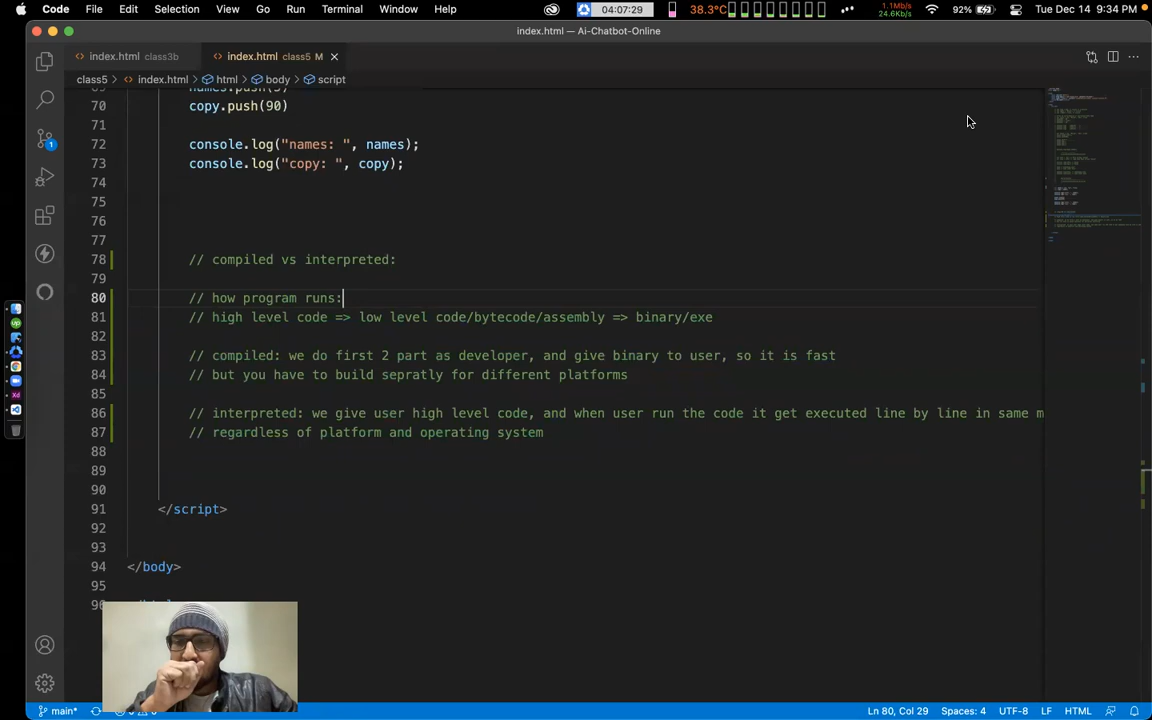 Code File Edit Selection View Go Run Terminal Window Help 04:07:29 38.3°C 1.1Mb/s 24.6Kb/s 92% Tue Dec 14 9:34 PM
index.html — Ai-Chatbot-Online
index.html class3b index.html class5 M
class5 > index.html > html > body > script
70 copy.push(90)
71
72 console.log("names: ", names);
73 console.log("copy: ", copy);
74
75
76
77
78 // compiled vs interpreted:
79
80 // how program runs:
81 // high level code => low level code/bytecode/assembly => binary/exe
82
83 // compiled: we do first 2 part as developer, and give binary to user, so it is fast
84 // but you have to build sepratly for different platforms
85
86 // interpreted: we give user high level code, and when user run the code it get executed line by line in same m
87 // regardless of platform and operating system
88
89
90
91 </script>
92
93
94 </body>
95
main* Ln 80, Col 29 Spaces: 4 UTF-8 LF HTML